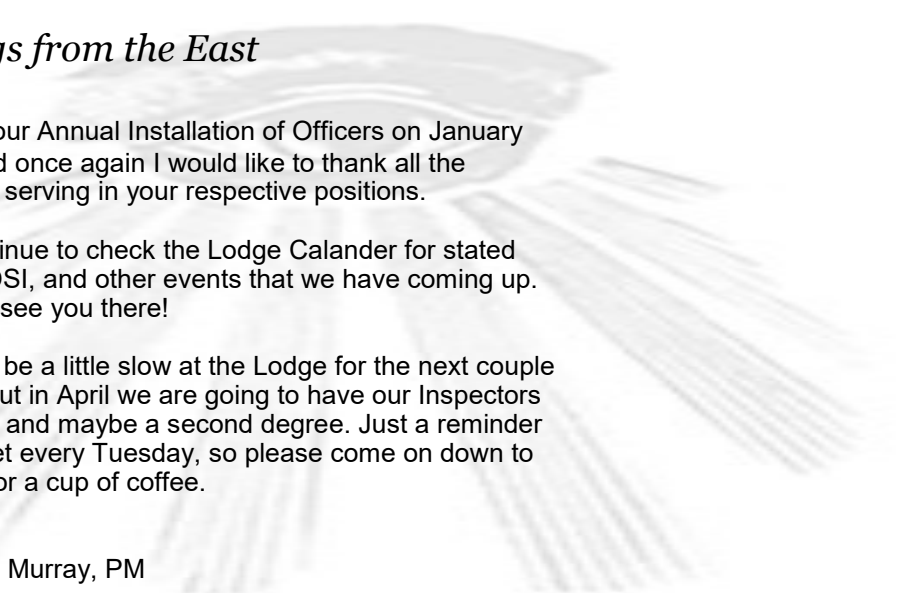 gs from the East
our Annual Installation of Officers on January
d once again I would like to thank all the
serving in your respective positions.
tinue to check the Lodge Calander for stated
OSI, and other events that we have coming up.
see you there!
be a little slow at the Lodge for the next couple
ut in April we are going to have our Inspectors
and maybe a second degree. Just a reminder
et every Tuesday, so please come on down to
or a cup of coffee.
Murray, PM